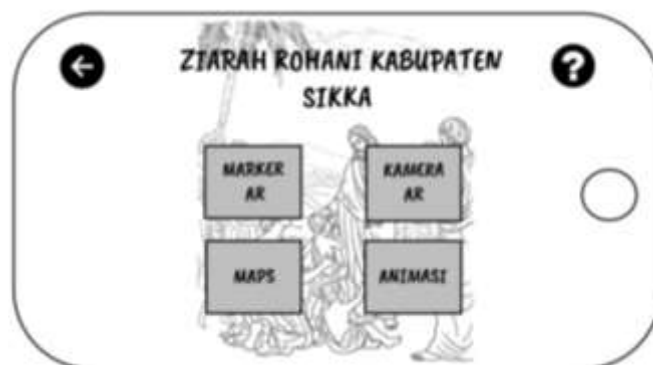 ZIARAH ROHANI KABUPATEN
SIKKA
?
MARKER
AR
KAMERA
AR
MAPS
ANIMASI